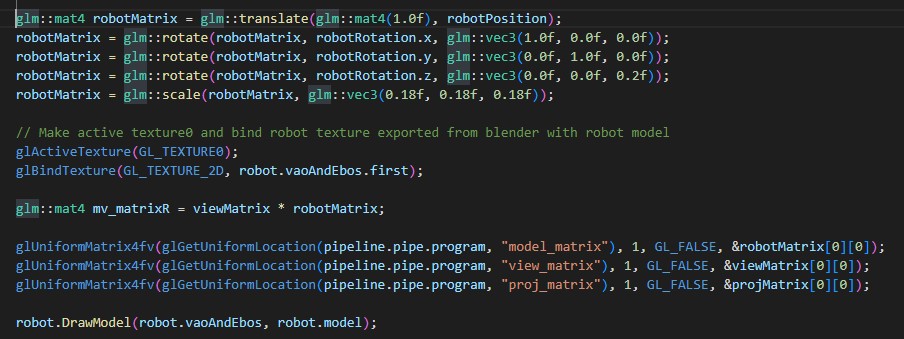 glm::mat4 robotMatrix = glm::translate(glm::mat4(1.0f), robotPosition);
robotMatrix = glm::rotate(robotMatrix, robotRotation.x, glm::vec3(1.0f, 0.0f, 0.0f));
robotMatrix = glm::rotate(robotMatrix, robotRotation.y, glm::vec3(0.0f, 1.0f, 0.0f));
robotMatrix = glm::rotate(robotMatrix, robotRotation.z, glm::vec3(0.0f, 0.0f, 0.2f));
robotMatrix = glm::scale(robotMatrix, glm::vec3(0.18f, 0.18f, 0.18f));
// Make active texture0 and bind robot texture exported from blender with robot model
glActiveTexture(GL_TEXTURE0);
glBindTexture(GL_TEXTURE_2D, robot.vaoAndEbos.first);
glm::mat4 mv_matrixR = viewMatrix * robotMatrix;
glUniformMatrix4fv(glGetUniformLocation(pipeline.pipe.program, "model_matrix"), 1, GL_FALSE, &robotMatrix[0][0]);
glUniformMatrix4fv(glGetUniformLocation(pipeline.pipe.program, "view_matrix"), 1, GL_FALSE, &viewMatrix[0][0]);
glUniformMatrix4fv(glGetUniformLocation(pipeline.pipe.program, "proj_matrix"), 1, GL_FALSE, &projMatrix[0][0]);
robot.DrawModel(robot.vaoAndEbos, robot.model);